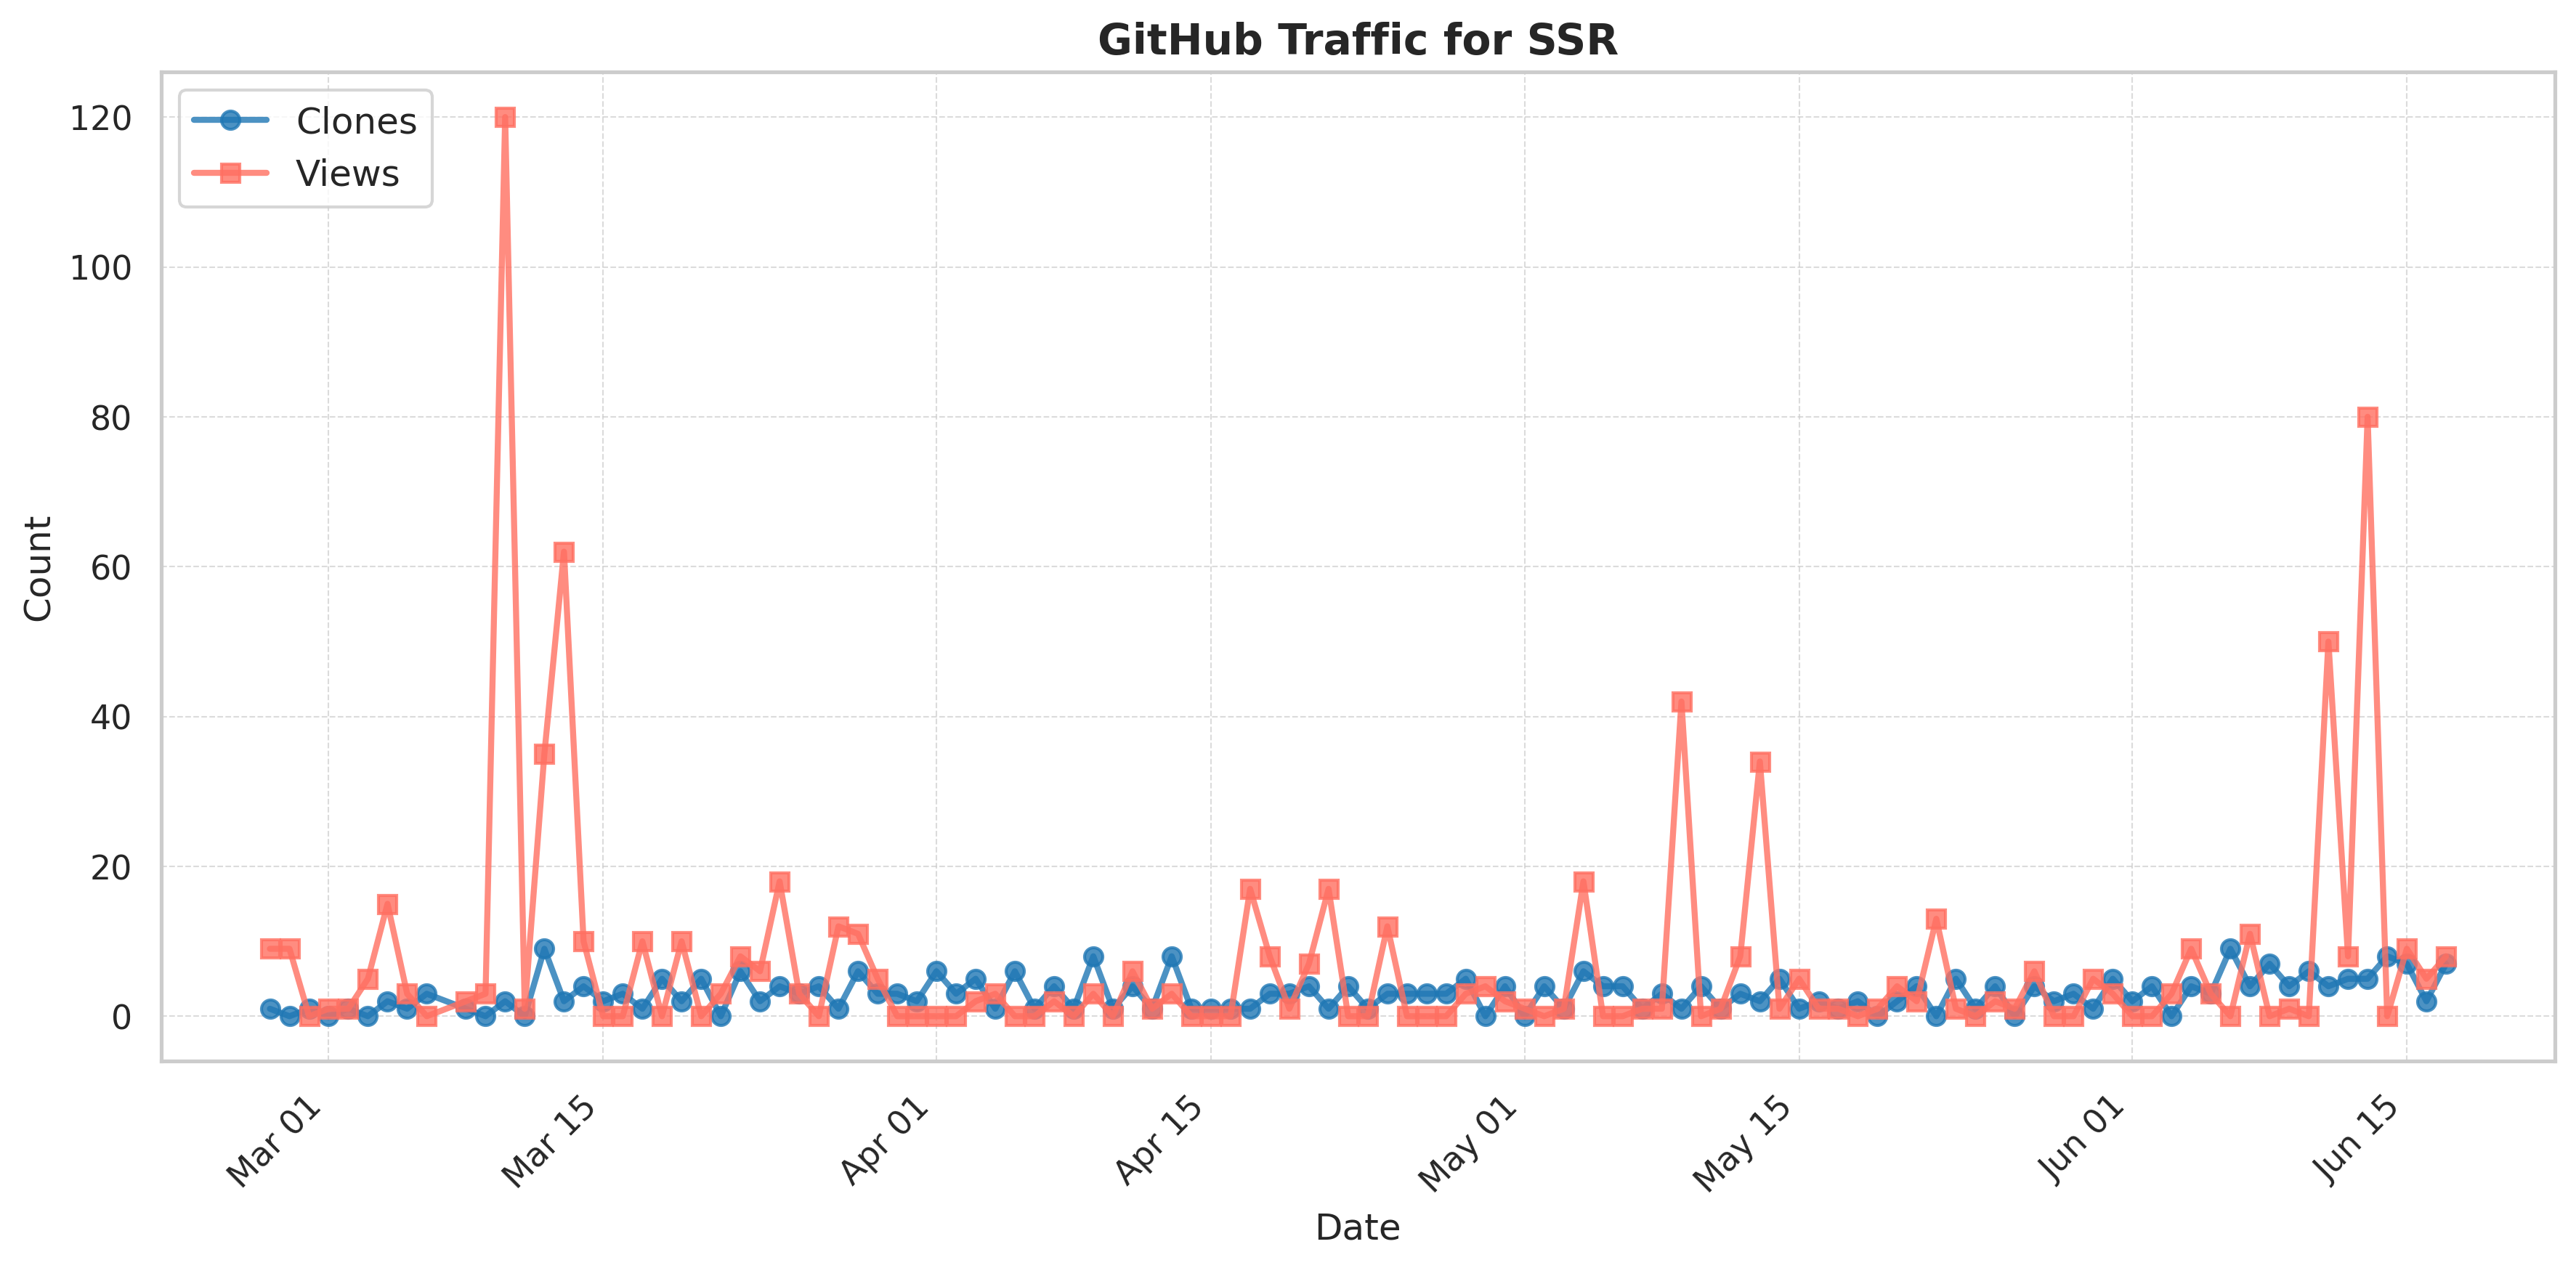 GitHub Traffic for SSR
Clones
Views
120
100
80
60
40
20
0
Count
Mar 01
Mar 15
Apr 01
Apr 15
May 01
May 15
Jun 01
Jun 15
Date